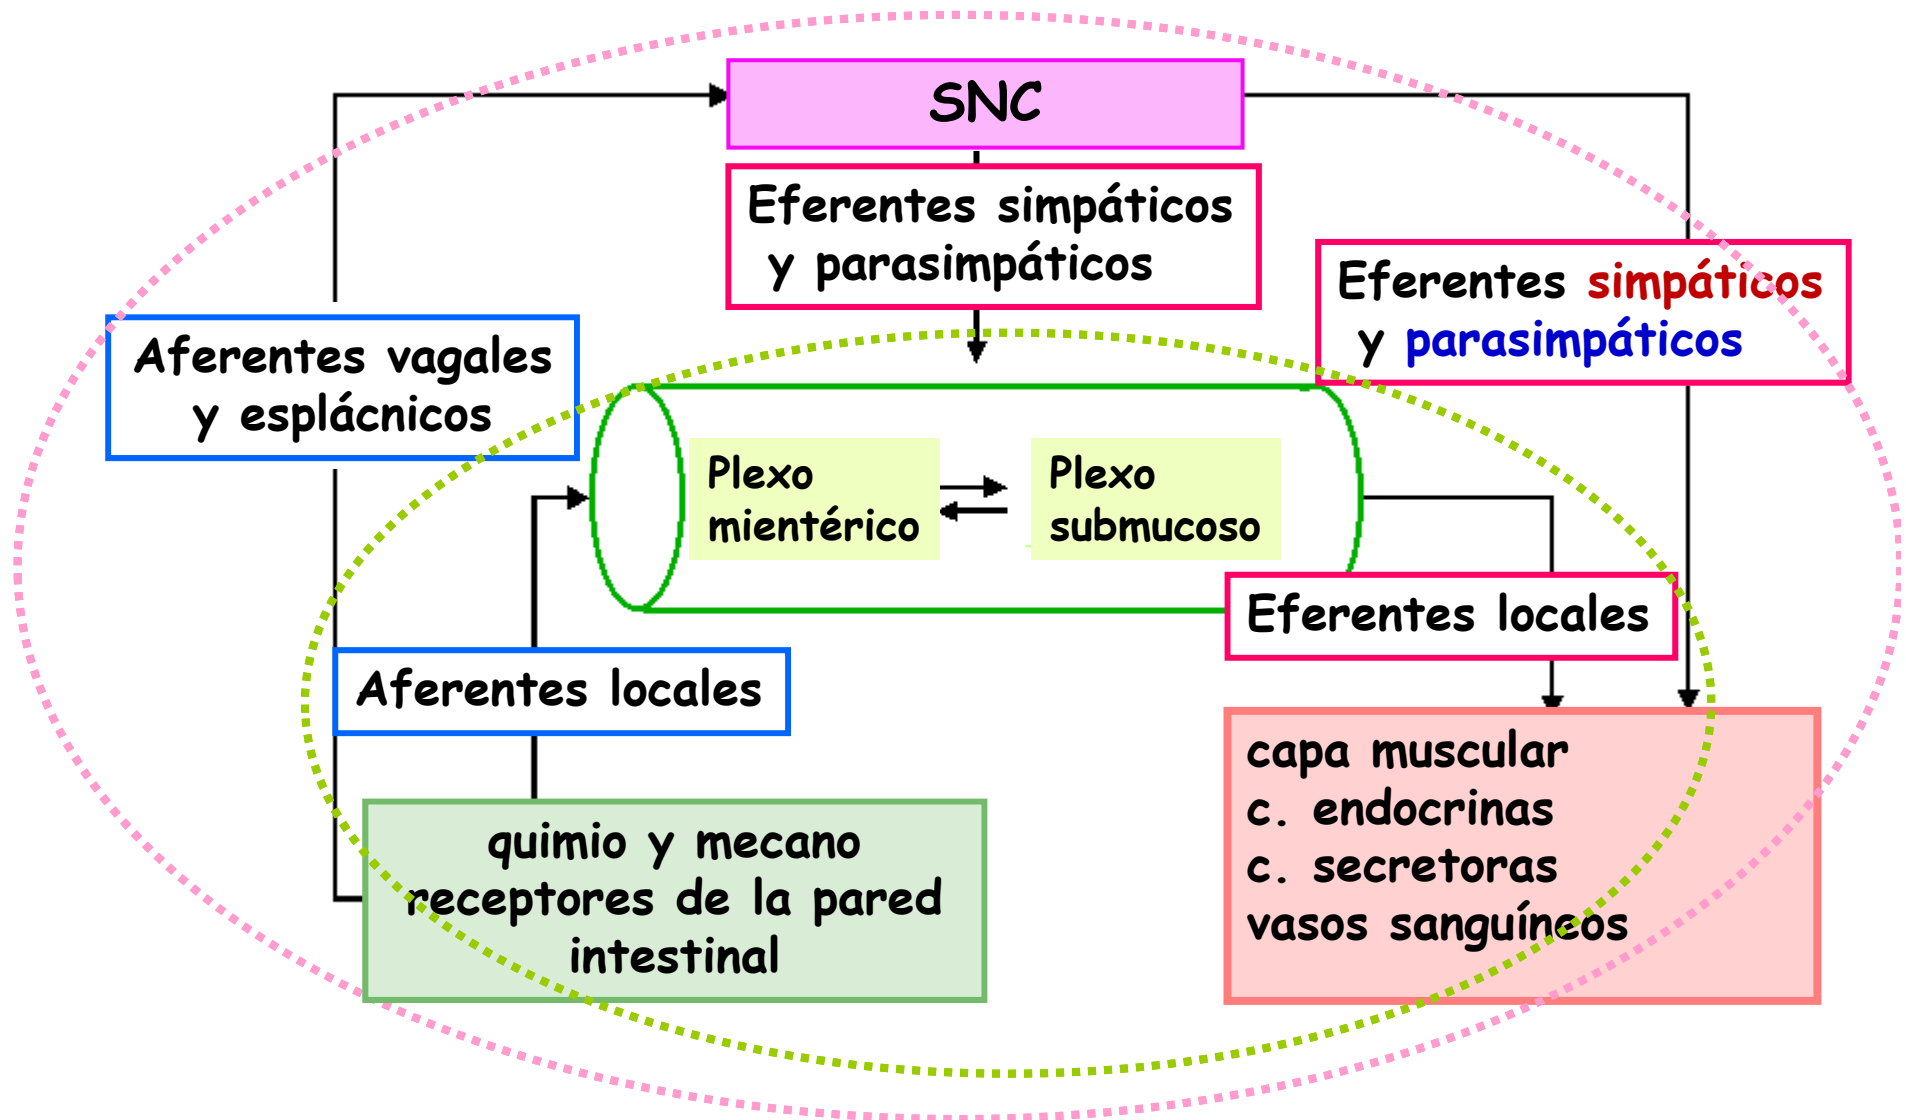 SNC
Eferentes simpáticos
y parasimpáticos
Eferentes simpáticos
y parasimpáticos
Aferentes vagales
y esplácnicos
Plexo
mientérico
Plexo
submucoso
Eferentes locales
Aferentes locales
capa muscular
c. endocrinas
c. secretoras
vasos sanguíneos
quimio y mecano
receptores de la pared
intestinal